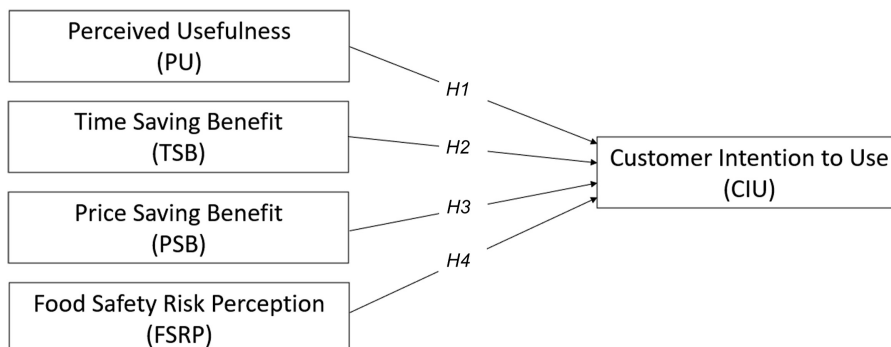 Perceived Usefulness
(PU)
H1
Time Saving Benefit
(TSB)
H2
Customer Intention to Use
(CIU)
Price Saving Benefit
(PSB)
H3
H4
Food Safety Risk Perception
(FSRP)